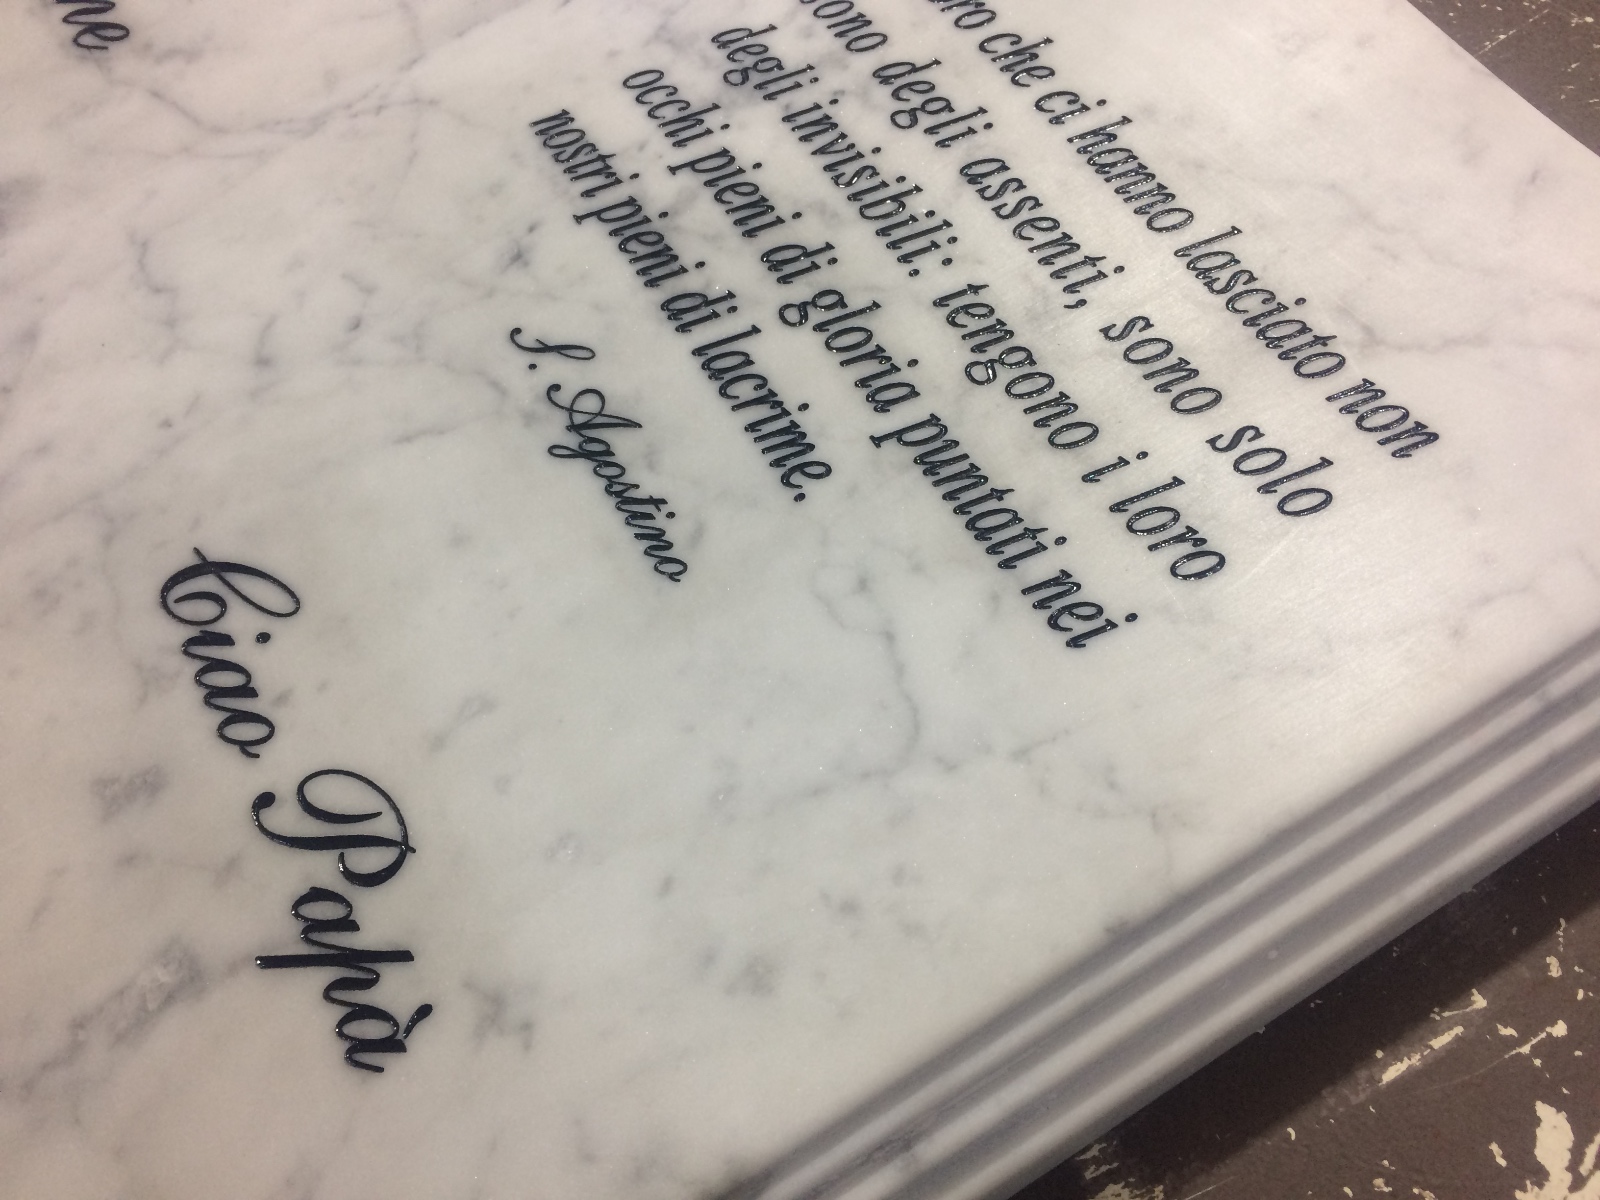 che ci hanno lasciato non
sono degli assenti, sono solo
degli invisibili: tengono i loro
occhi pieni di gloria puntati nei
nostri pieni di lacrime.
S. Agostino
Ciao Papà